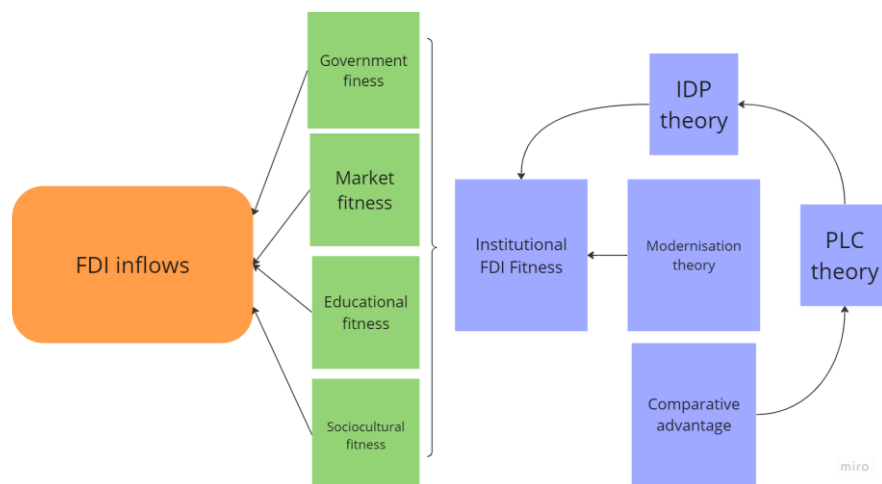 Government
finess
Market
fitness
Educational
fitness
Sociocultural
fitness
FDI inflows
Institutional
FDI Fitness
IDP
theory
Modernisation
theory
PLC
theory
Comparative
advantage
miro